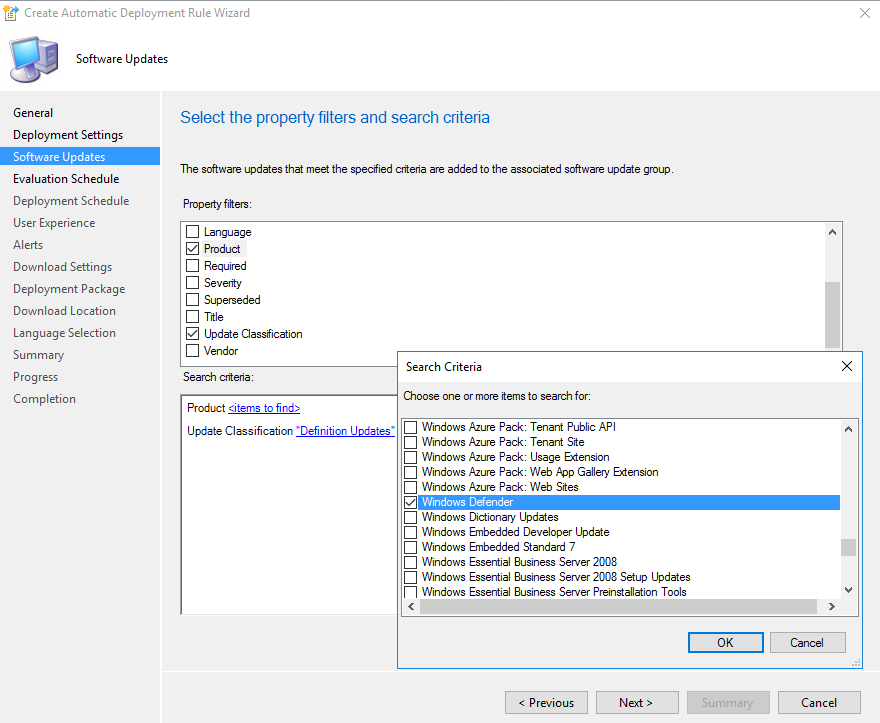 Create Automatic Deployment Rule Wizard
Software Updates
General
Deployment Settings
Software Updates
Evaluation Schedule
Deployment Schedule
User Experience
Alerts
Download Settings
Deployment Package
Download Location
Language Selection
Summary
Progress
Completion
Select the property filters and search criteria
The software updates that meet the specified criteria are added to the associated software update group.
Property filters:
Language
Product
Required
Severity
Superseded
Title
Update Classification
Vendor
Search criteria:
Product <items to find>
Update Classification "Definition Updates"
Search Criteria
Choose one or more items to search for:
Windows Azure Pack: Tenant Public API
Windows Azure Pack: Tenant Site
Windows Azure Pack: Usage Extension
Windows Azure Pack: Web App Gallery Extension
Windows Azure Pack: Web Sites
Windows Defender
Windows Dictionary Updates
Windows Embedded Developer Update
Windows Embedded Standard 7
Windows Essential Business Server 2008
Windows Essential Business Server 2008 Setup Updates
Windows Essential Business Server Preinstallation Tools
OK
Cancel
< Previous
Next >
Summary
Cancel